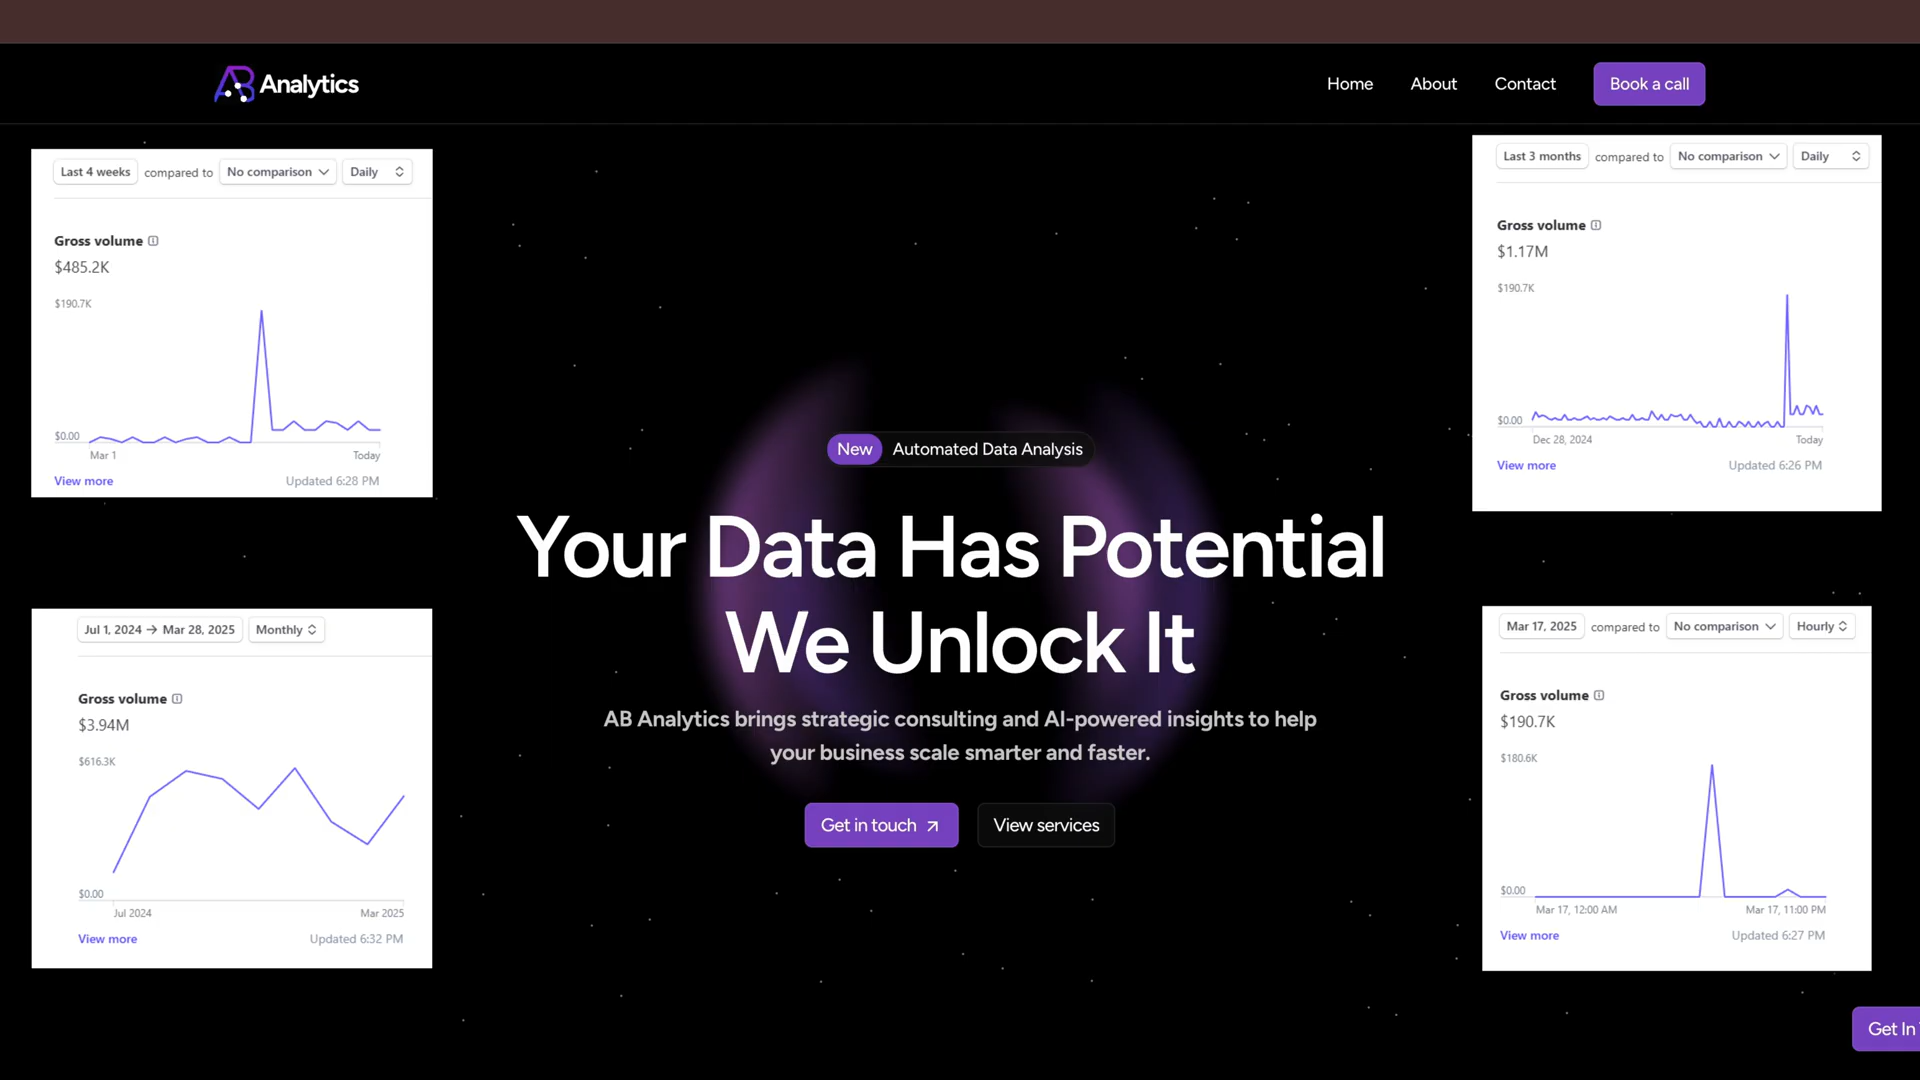 AB Analytics
Home About Contact Book a call
Last 4 weeks compared to No comparison Daily
Gross volume
$485.2K
$190.7K
$0.00
Mar 1 Today
View more Updated 6:28 PM
Last 3 months compared to No comparison Daily
Gross volume
$1.17M
$190.7K
$0.00
Dec 28, 2024 Today
View more Updated 6:26 PM
New Automated Data Analysis
Your Data Has Potential
We Unlock It
AB Analytics brings strategic consulting and AI-powered insights to help
your business scale smarter and faster.
Get in touch View services
Jul 1, 2024 → Mar 28, 2025 Monthly
Gross volume
$3.94M
$616.3K
$0.00
Jul 2024 Mar 2025
View more Updated 6:32 PM
Mar 17, 2025 compared to No comparison Hourly
Gross volume
$190.7K
$180.6K
$0.00
Mar 17, 12:00 AM Mar 17, 11:00 PM
View more Updated 6:27 PM
Get In